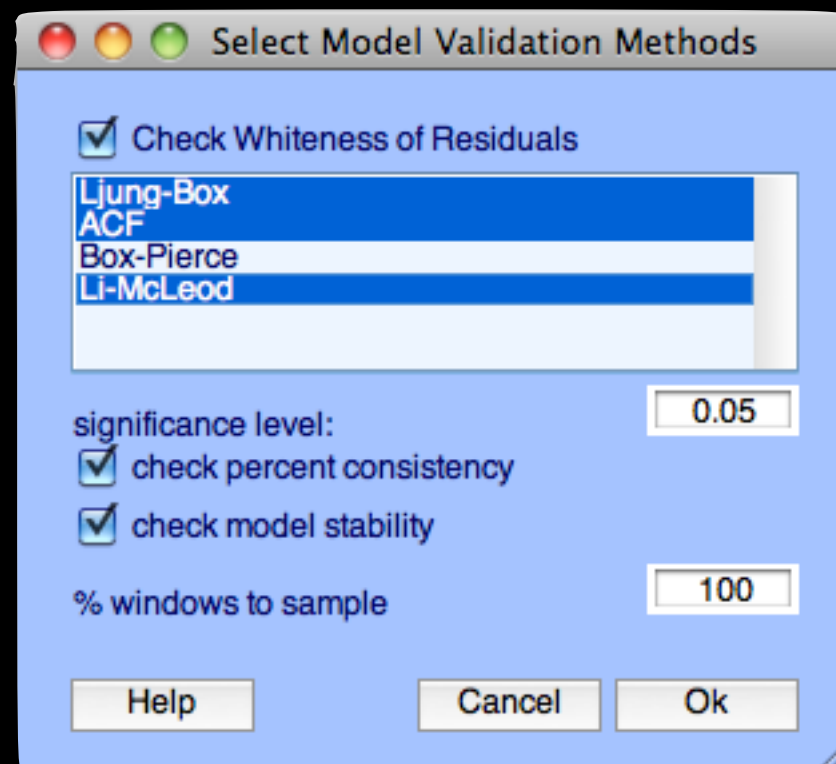 Select Model Validation Methods
Check Whiteness of Residuals
Ljung-Box
ACF
Box-Pierce
Li-McLeod
significance level: 0.05
check percent consistency
check model stability
% windows to sample 100
Help Cancel Ok